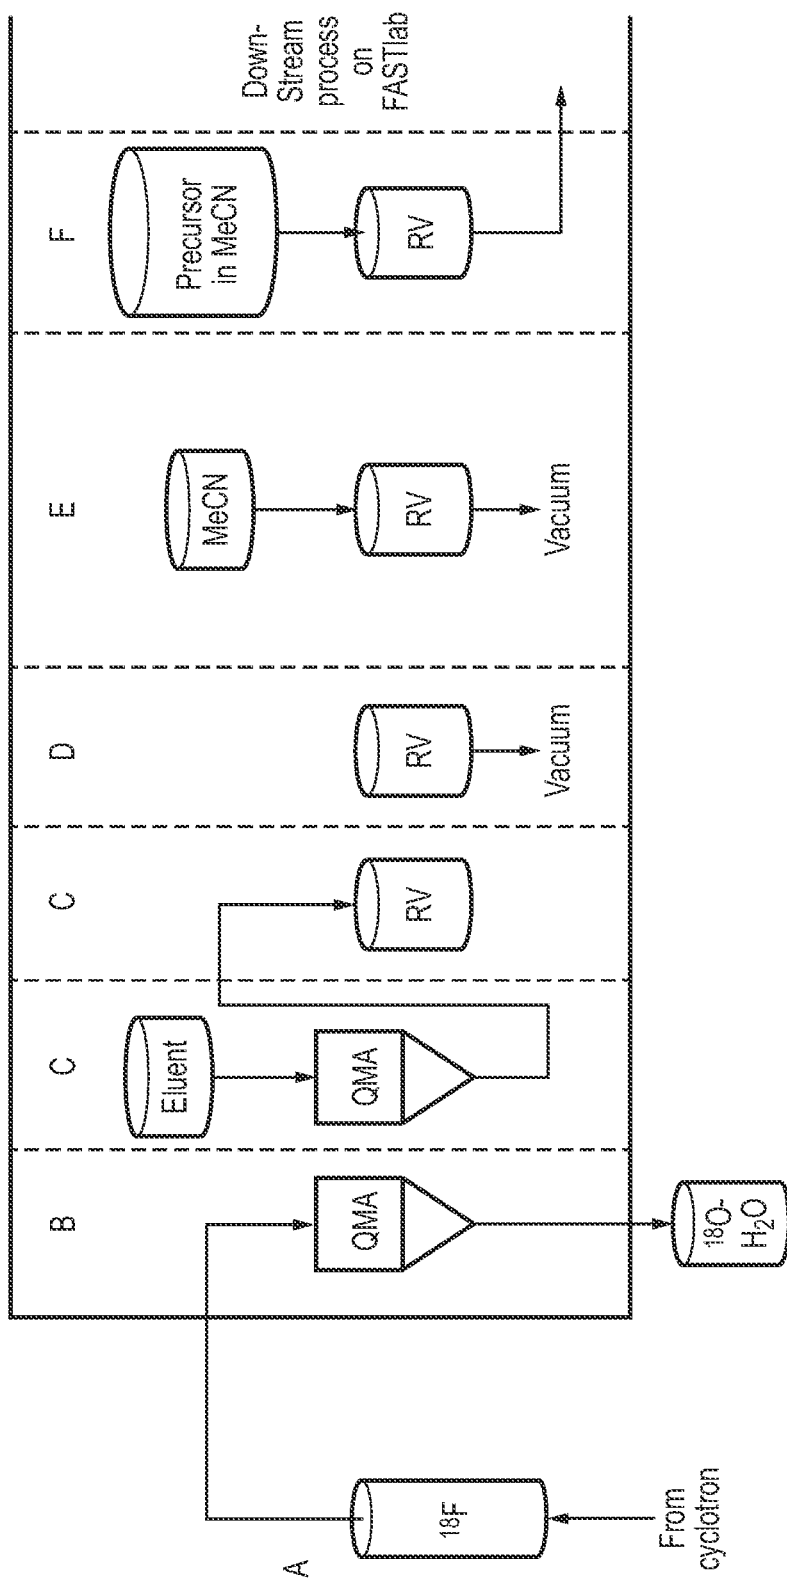 A
18F
From
cyclotron
B
QMA
18O-
H2O
C
Eluent
QMA
C
RV
D
RV
Vacuum
E
MeCN
RV
Vacuum
F
Precursor
in MeCN
RV
Down-
Stream
process
on
FASTlab